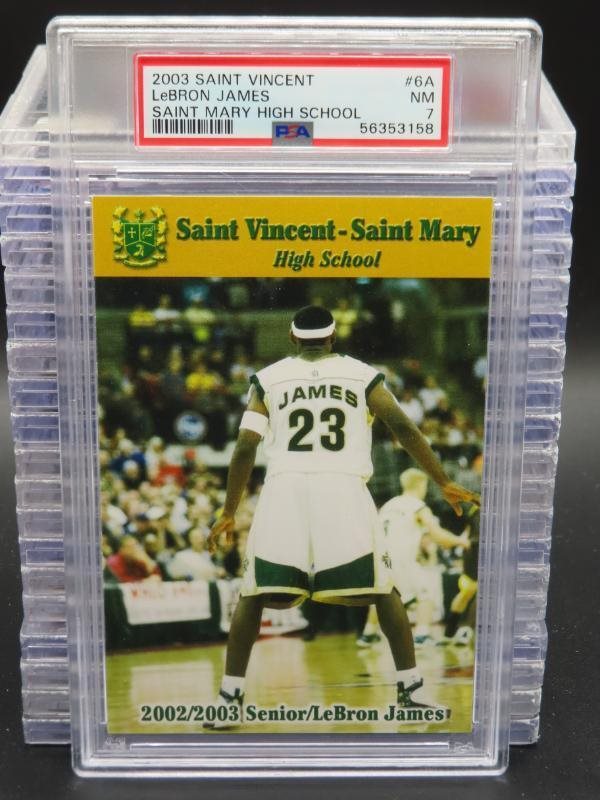 2003 SAINT VINCENT #6A
LeBRON JAMES NM
SAINT MARY HIGH SCHOOL 7
PSA 56353158
Saint Vincent-Saint Mary
High School
JAMES
23
2002/2003 Senior/LeBron James